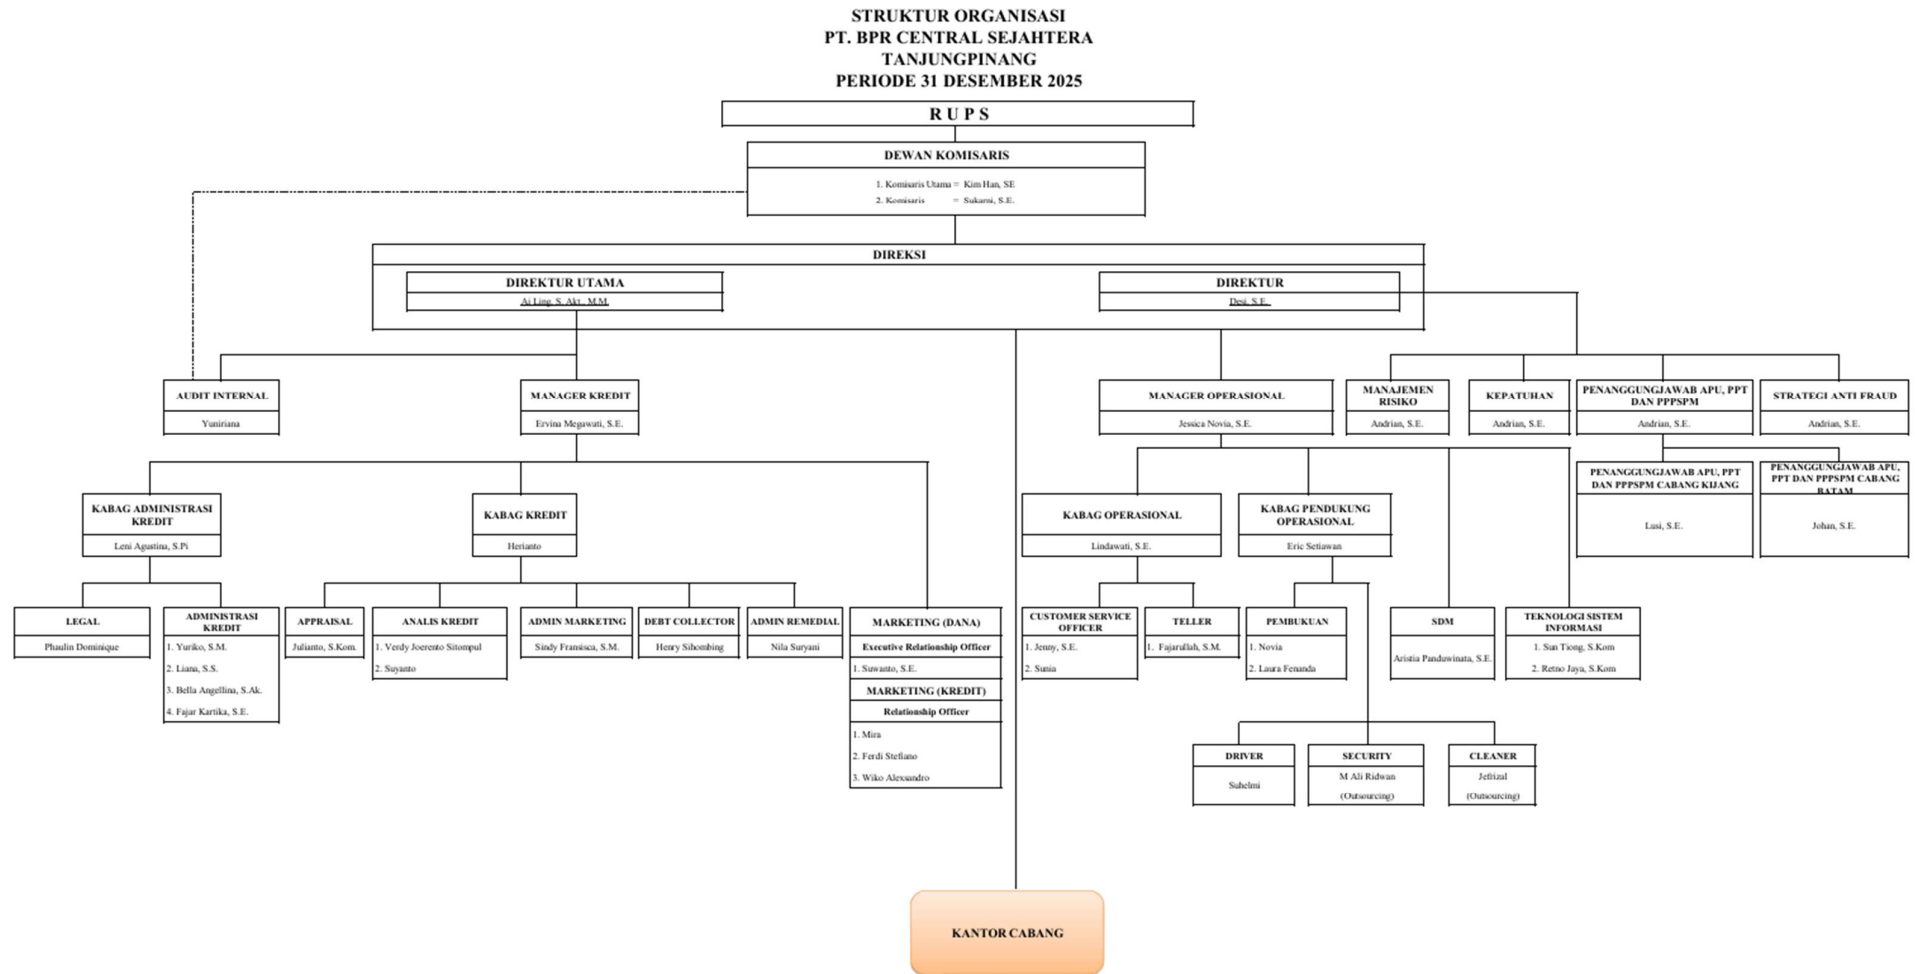 STRUKTUR ORGANISASI
PT. BPR CENTRAL SEJAHTERA
TANJUNGPINANG
PERIODE 31 DESEMBER 2025
R U P S
DEWAN KOMISARIS
1. Komisaris Utama = Kim Han, SE
2. Komisaris = Sukarni, S.E.
DIREKSI
DIREKTUR UTAMA
Ai Ling, S. Akt., M.M.
DIREKTUR
Desi, S.E.
AUDIT INTERNAL
Yuniriana
MANAGER KREDIT
Ervina Megawati, S.E.
MANAGER OPERASIONAL
Jessica Novia, S.E.
MANAJEMEN
RISIKO
Andrian, S.E.
KEPATUHAN
Andrian, S.E.
PENANGGUNGJAWAB APU, PPT
DAN PPPSPM
Andrian, S.E.
STRATEGI ANTI FRAUD
Andrian, S.E.
PENANGGUNGJAWAB APU, PPT
DAN PPPSPM CABANG KIJANG
Lusi, S.E.
PENANGGUNGJAWAB APU,
PPT DAN PPPSPM CABANG
BATAM
Johan, S.E.
KABAG ADMINISTRASI
KREDIT
Leni Agustina, S.Pi
KABAG KREDIT
Herianto
KABAG OPERASIONAL
Lindawati, S.E.
KABAG PENDUKUNG
OPERASIONAL
Eric Setiawan
LEGAL
Phaulin Dominique
ADMINISTRASI
KREDIT
1. Yuriko, S.M.
2. Liana, S.S.
3. Bella Angellina, S.Ak.
4. Fajar Kartika, S.E.
APPRAISAL
Julianto, S.Kom.
ANALIS KREDIT
1. Verdy Joerento Sitompul
2. Suyanto
ADMIN MARKETING
Sindy Fransisca, S.M.
DEBT COLLECTOR
Henry Sihombing
ADMIN REMEDIAL
Nila Suryani
MARKETING (DANA)
Executive Relationship Officer
1. Suwanto, S.E.
MARKETING (KREDIT)
Relationship Officer
1. Mira
2. Ferdi Stefiano
3. Wiko Alexsandro
CUSTOMER SERVICE
OFFICER
1. Jenny, S.E.
2. Sunia
TELLER
1. Fajarullah, S.M.
PEMBUKUAN
1. Novia
2. Laura Fenanda
SDM
Aristia Panduwinata, S.E.
TEKNOLOGI SISTEM
INFORMASI
1. Sun Tiong, S.Kom
2. Retno Jaya, S.Kom
DRIVER
Suhelmi
SECURITY
M Ali Ridwan
(Outsourcing)
CLEANER
Jefrizal
(Outsourcing)
KANTOR CABANG